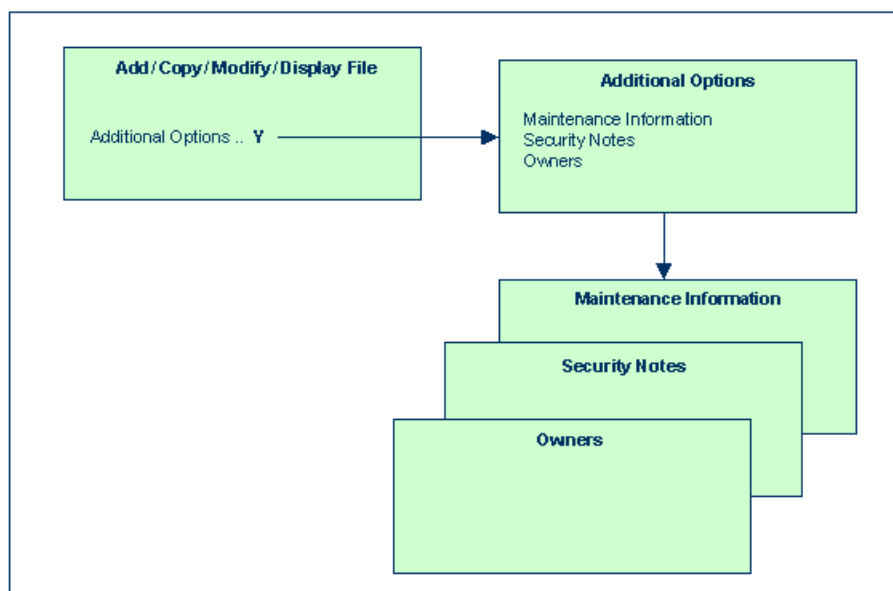 Add/Copy/Modify/Display File
Additional Options .. Y
Additional Options
Maintenance Information
Security Notes
Owners
Maintenance Information
Security Notes
Owners